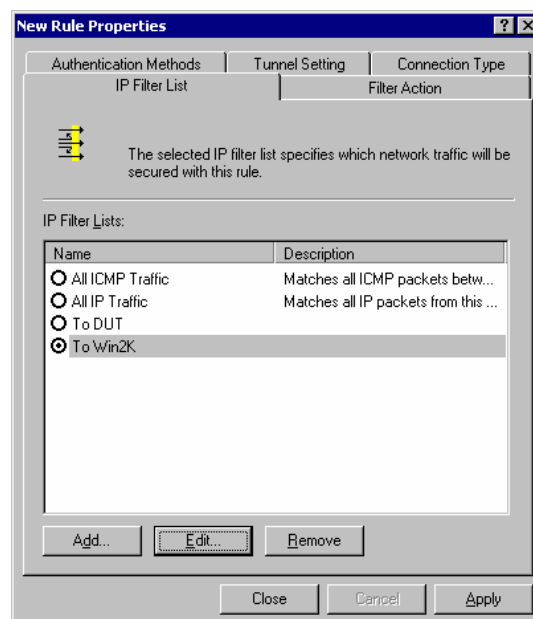 New Rule Properties
Authentication Methods Tunnel Setting Connection Type
IP Filter List Filter Action
The selected IP filter list specifies which network traffic will be
secured with this rule.
IP Filter Lists:
Name Description
All ICMP Traffic Matches all ICMP packets betw...
All IP Traffic Matches all IP packets from this ...
To DUT
To Win2K
Add... Edit... Remove
Close Cancel Apply